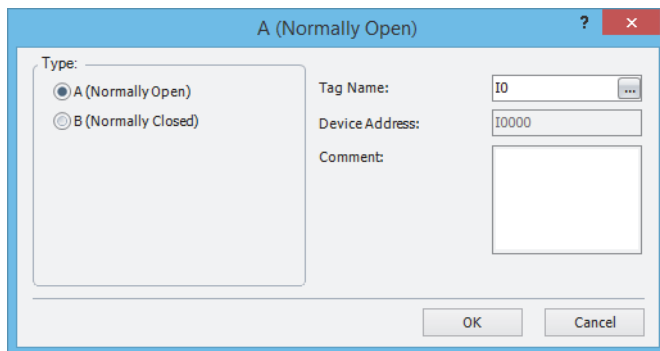 A (Normally Open)
?
×
Type:
A (Normally Open)
B (Normally Closed)
Tag Name:
I0
...
Device Address:
I0000
Comment:
OK
Cancel